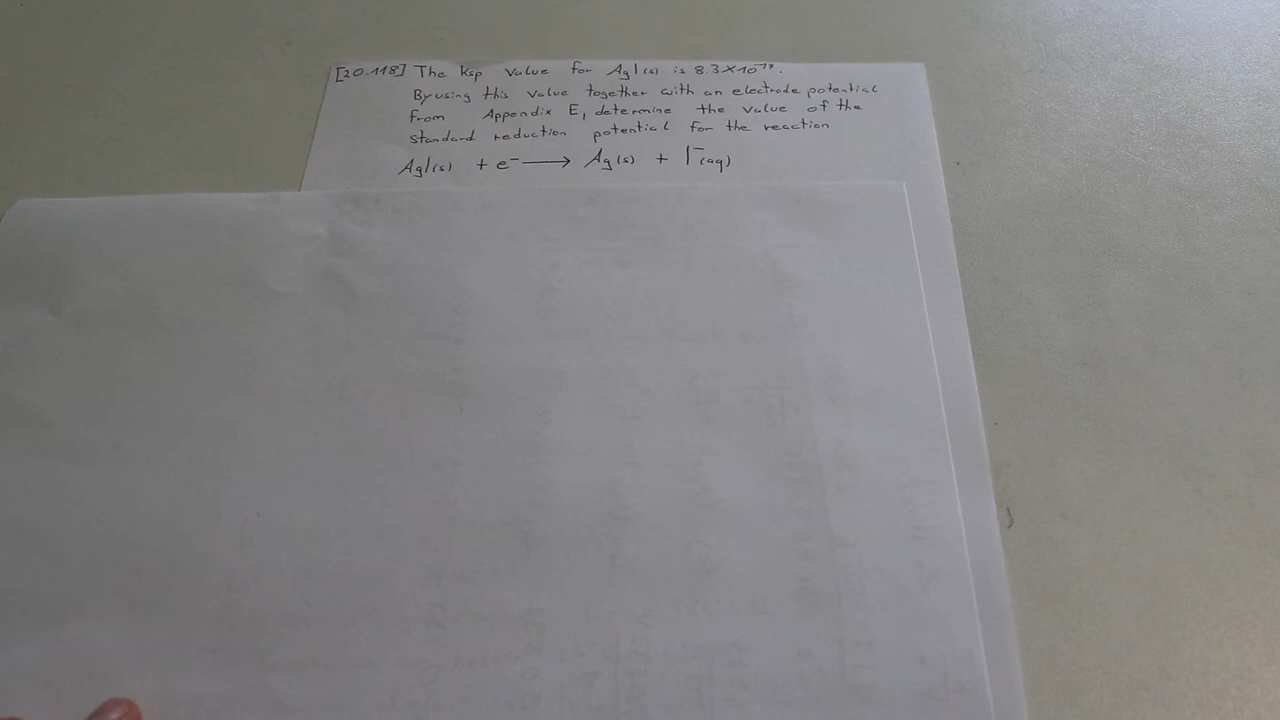 [20.118] The Ksp value for AgI(s) is 8.3×10⁻¹⁷.
By using this value together with an electrode potential
from Appendix E, determine the value of the
standard reduction potential for the reaction
AgI(s) + e⁻ ⟶ Ag(s) + I⁻(aq)